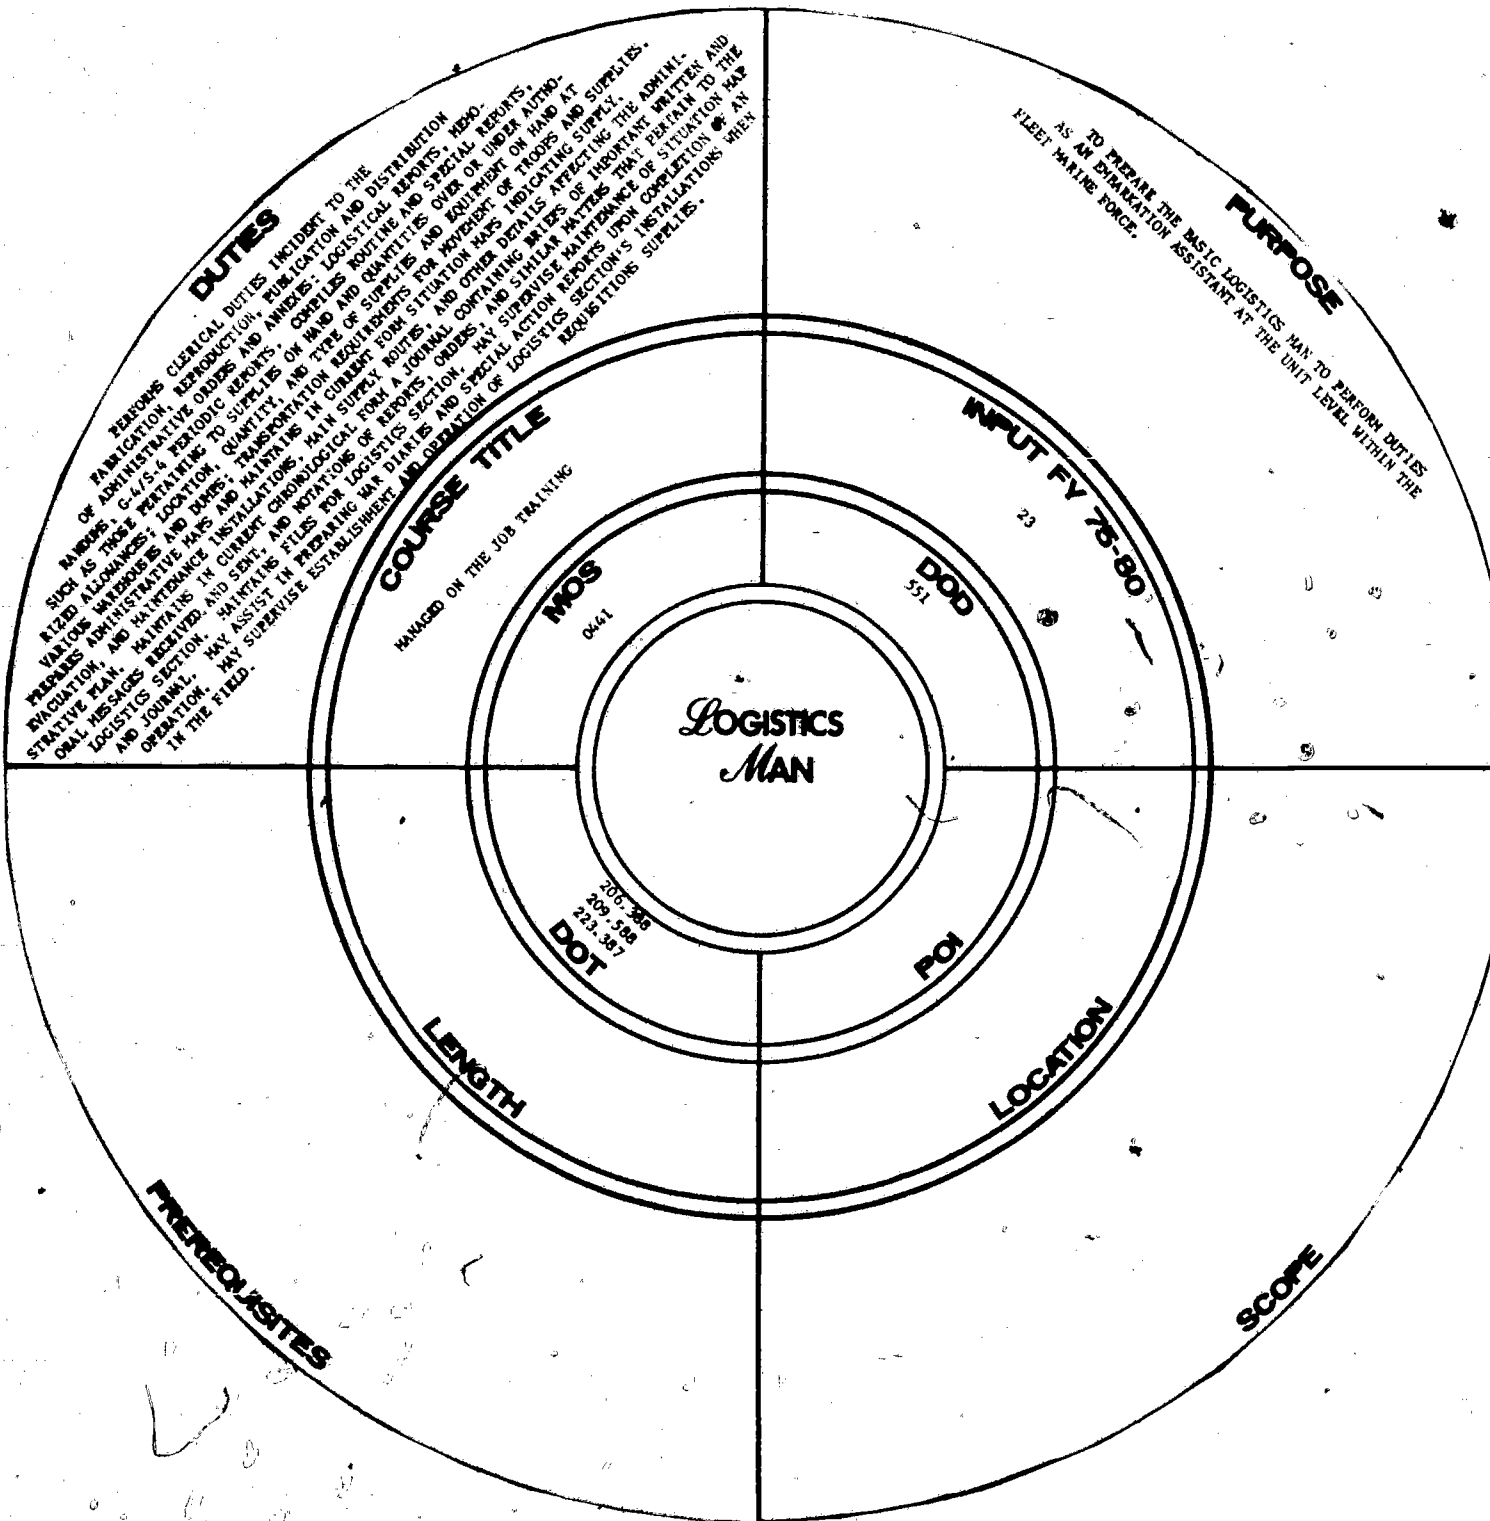 DUTIES
PERFORMS CLERICAL DUTIES INCIDENT TO THE
FABRICATION, REPRODUCTION, PUBLICATION AND DISTRIBUTION
OF ADMINISTRATIVE ORDERS AND ANNEXES; LOGISTICAL REPORTS, MEMO-
RANDUMS, G-4/S-4 PERIODIC REPORTS. COMPILES ROUTINE AND SPECIAL REPORTS,
SUCH AS THOSE PERTAINING TO SUPPLIES ON HAND AND QUANTITIES OVER OR UNDER AUTHO-
RIZED ALLOWANCES; LOCATION, QUANTITY, AND TYPE OF SUPPLIES AND EQUIPMENT ON HAND AT
VARIOUS WAREHOUSES AND DUMPS; TRANSPORTATION REQUIREMENTS FOR MOVEMENT OF TROOPS AND SUPPLIES.
PREPARES ADMINISTRATIVE MAPS AND MAINTAINS IN CURRENT FORM SITUATION MAPS INDICATING SUPPLY,
EVACUATION, AND MAINTENANCE INSTALLATIONS, MAIN SUPPLY ROUTES, AND OTHER DETAILS AFFECTING THE ADMINI-
STRATIVE PLAN. MAINTAINS IN CURRENT CHRONOLOGICAL FORM A JOURNAL CONTAINING BRIEFS OF IMPORTANT WRITTEN AND
ORAL MESSAGES RECEIVED AND SENT, AND NOTATIONS OF REPORTS, ORDERS, AND SIMILAR MATTERS THAT PERTAIN TO THE
LOGISTICS SECTION. MAINTAINS FILES FOR LOGISTICS SECTION. MAY SUPERVISE MAINTENANCE OF SITUATION MAP
AND JOURNAL. MAY ASSIST IN PREPARING WAR DIARIES AND SPECIAL ACTION REPORTS UPON COMPLETION OF AN
OPERATION. MAY SUPERVISE ESTABLISHMENT AND OPERATION OF LOGISTICS SECTION'S INSTALLATIONS WHEN
IN THE FIELD. REQUISITIONS SUPPLIES.
PURPOSE
TO PREPARE THE BASIC LOGISTICS MAN TO PERFORM DUTIES
AS AN EMBARKATION ASSISTANT AT THE UNIT LEVEL WITHIN THE
FLEET MARINE FORCE.
COURSE TITLE
MANAGED ON THE JOB TRAINING
INPUT FY 75-80
23
MOS
0441
DOD
551
LOGISTICS
MAN
206.388
209.588
223.387
DOT
POI
LENGTH
LOCATION
PREREQUISITES
SCOPE